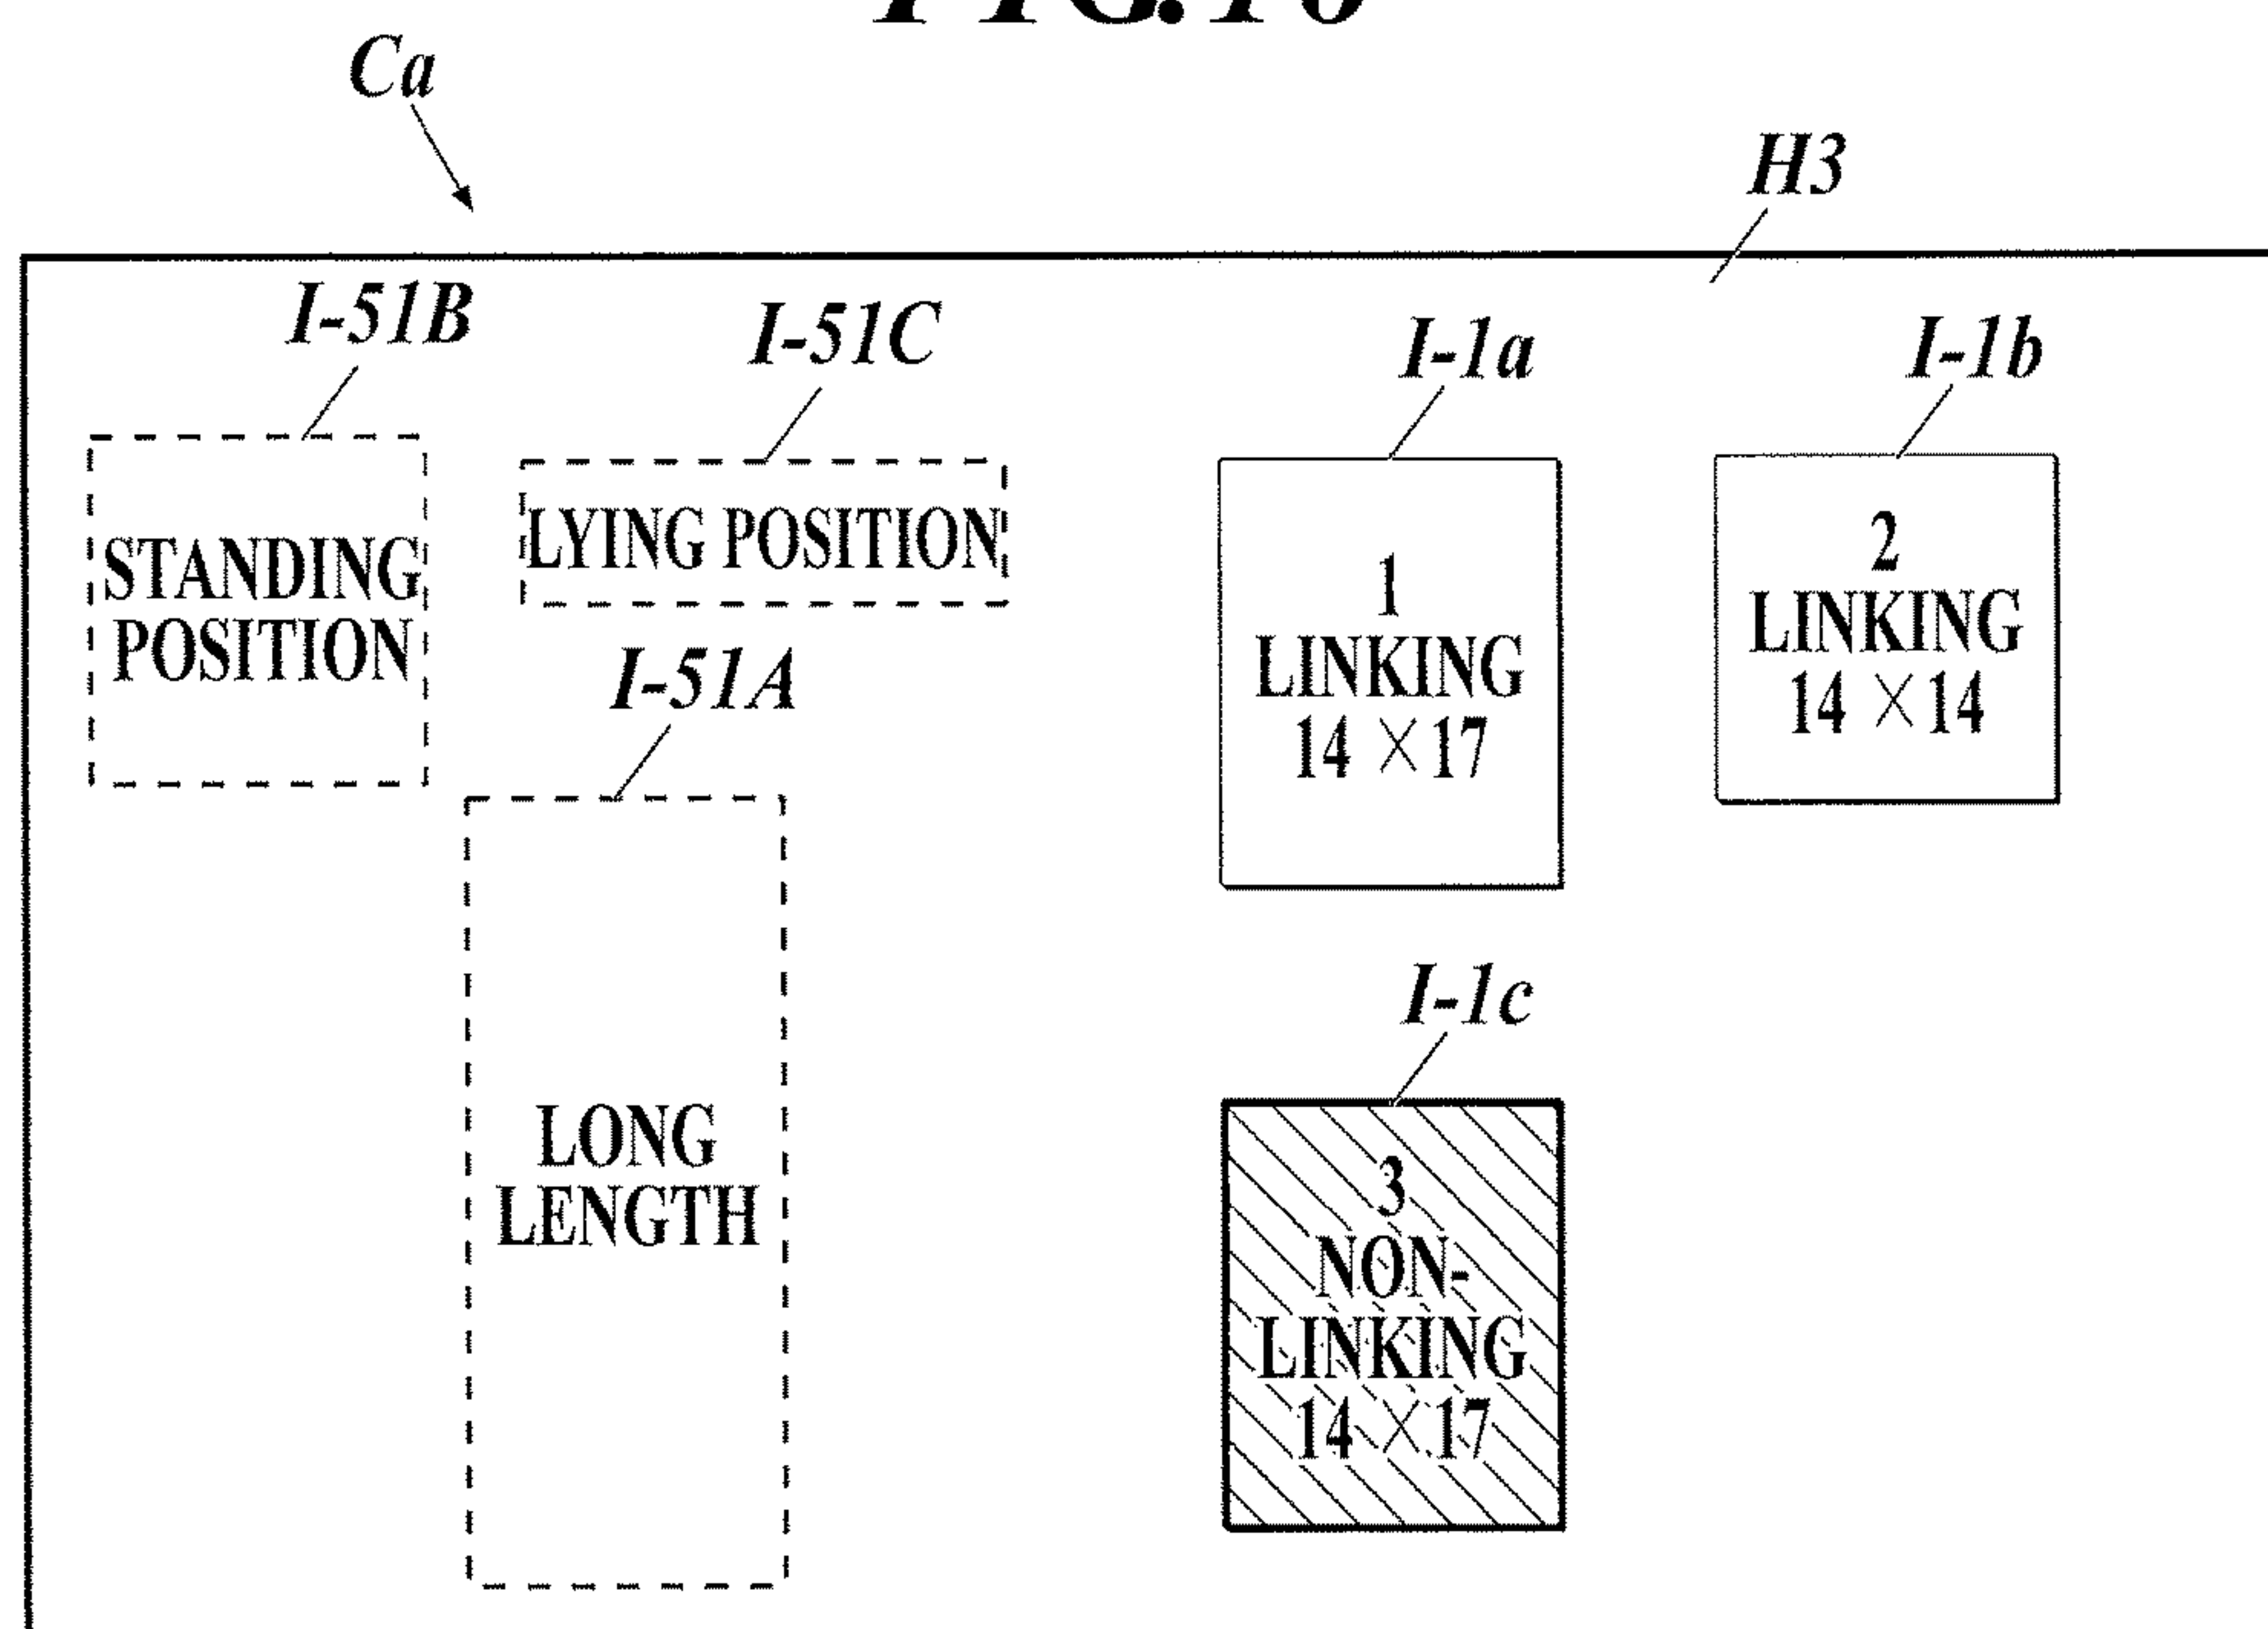 Ca
H3
I-51B
I-51C
I-1a
I-1b
STANDING
POSITION
LYING POSITION
1
LINKING
14 ×17
2
LINKING
14 ×14
I-51A
LONG
LENGTH
I-1c
3
NON-
LINKING
14 ×17